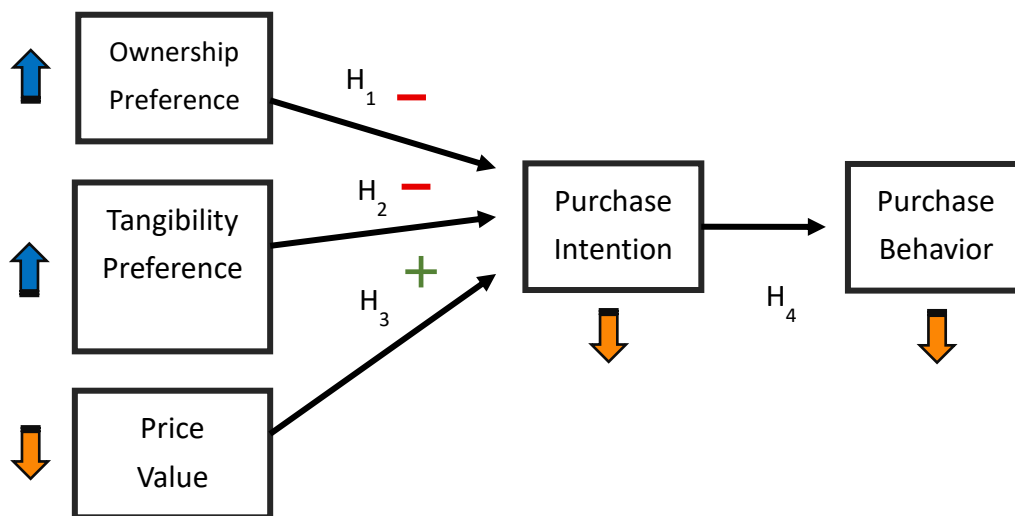 Ownership
Preference
H1
−
Tangibility
Preference
H2
−
Price
Value
H3
+
Purchase
Intention
H4
Purchase
Behavior